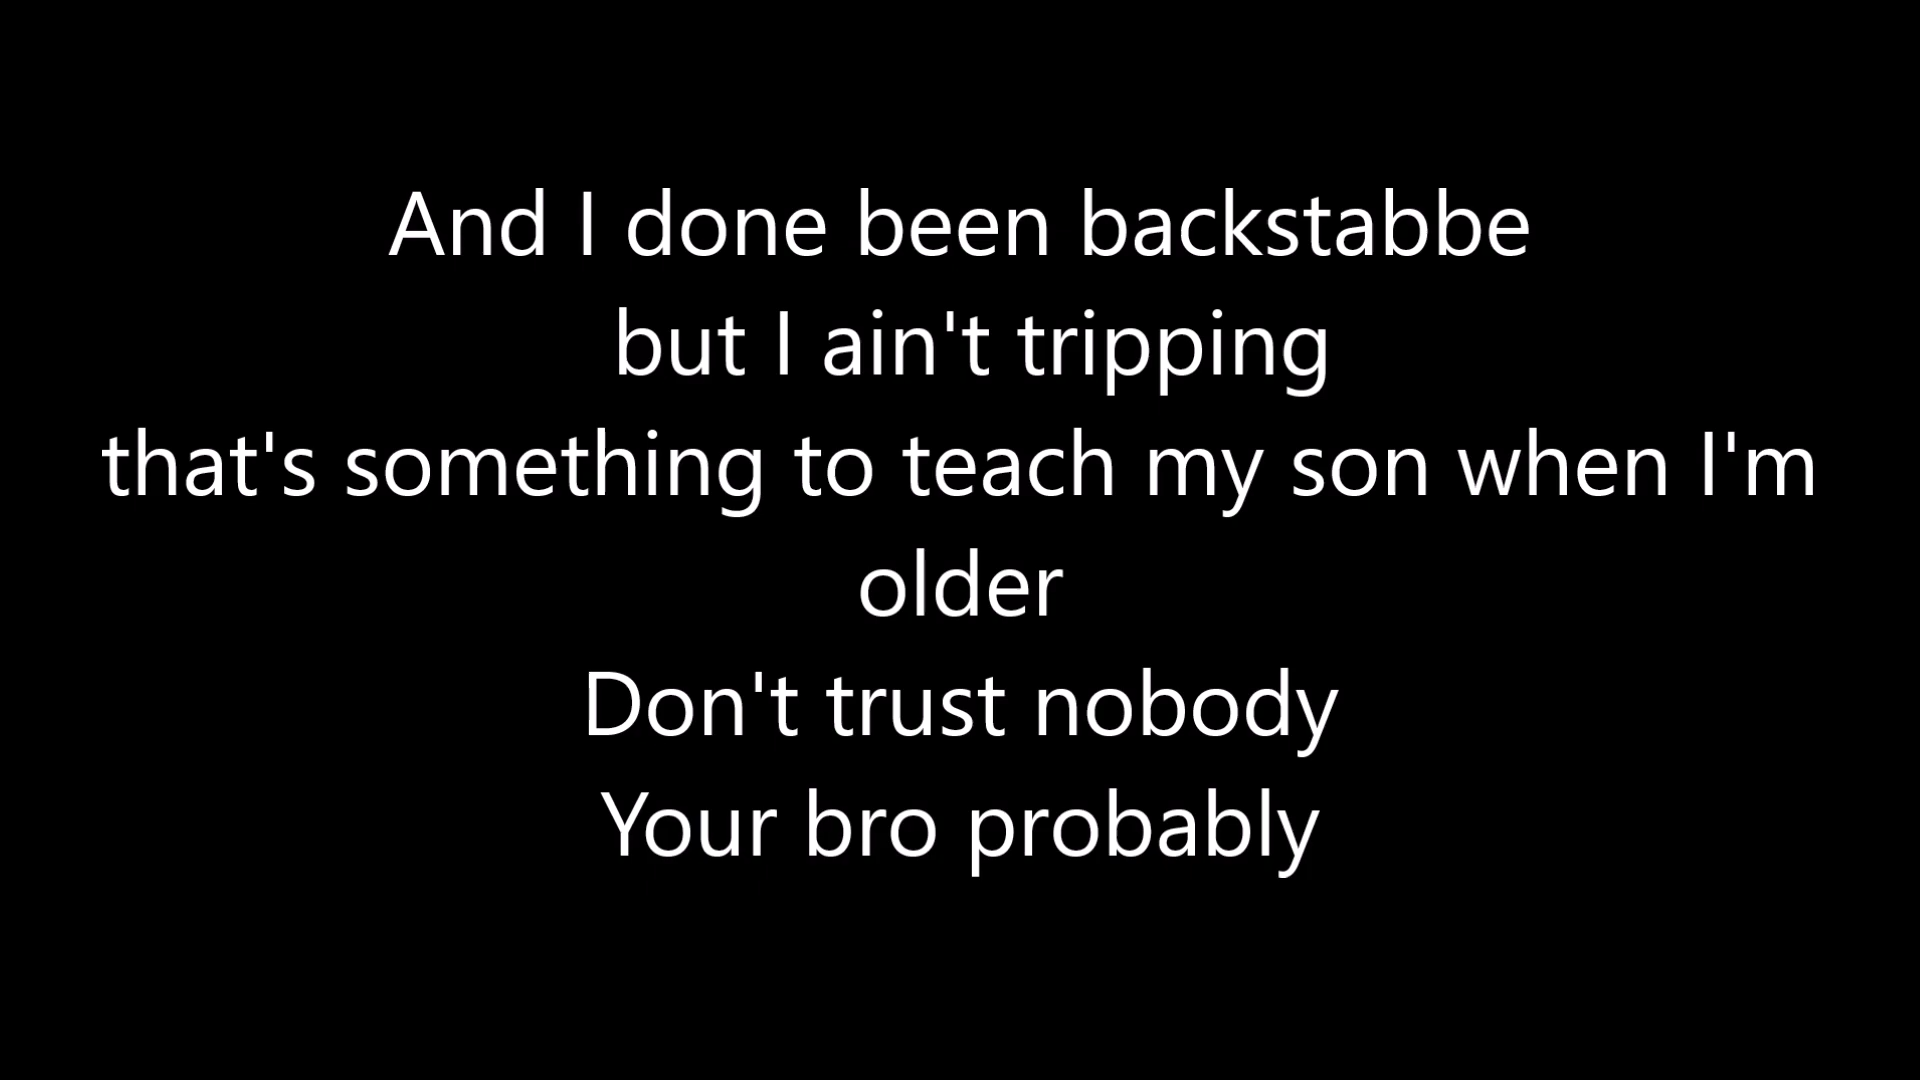 And I done been backstabbe
but I ain't tripping
that's something to teach my son when I'm
older
Don't trust nobody
Your bro probably